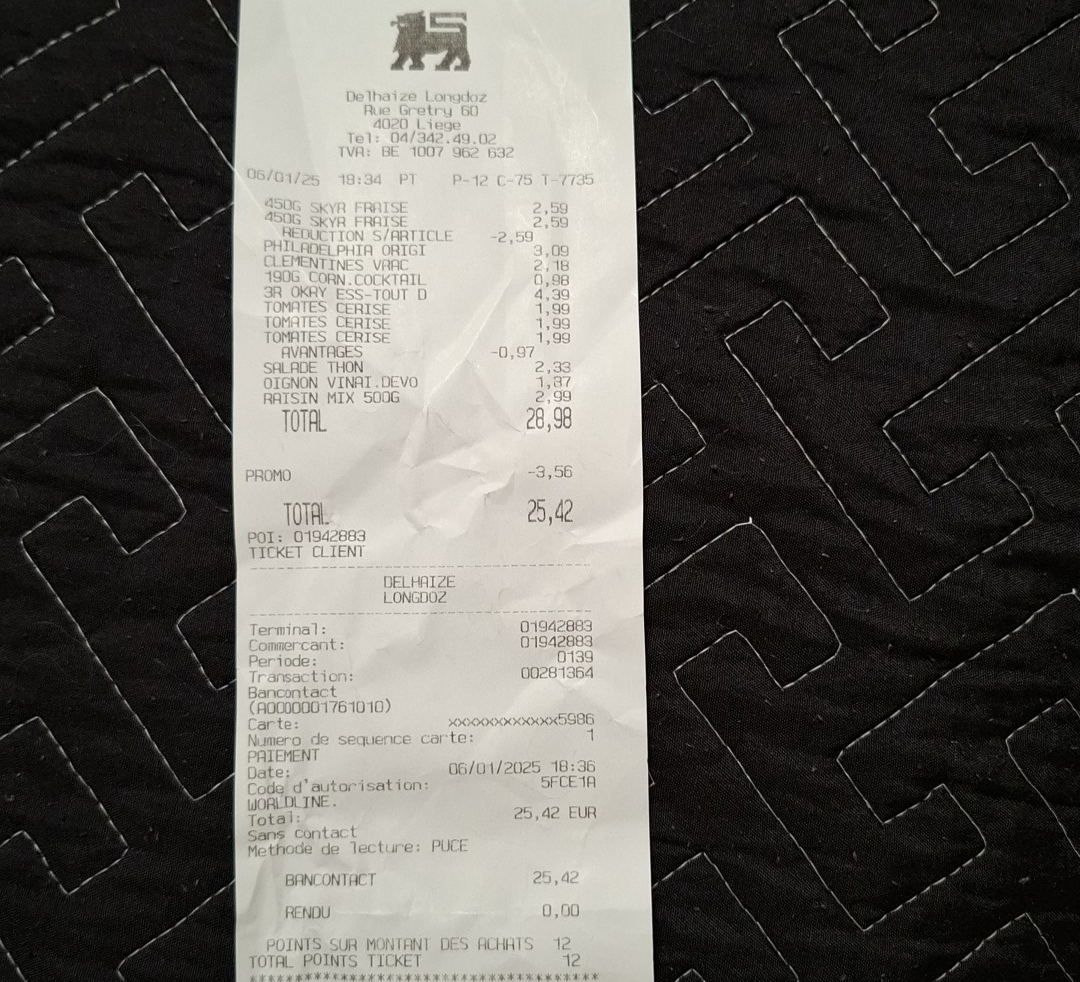 Delhaize Longdoz
Rue Gretry 60
4020 Liege
Tel: 04/342.49.02
TVA: BE 1007 962 632
06/01/25 18:34 PT P-12 C-75 T-7735
450G SKYR FRAISE 2,59
450G SKYR FRAISE 2,59
REDUCTION S/ARTICLE -2,59
PHILADELPHIA ORIGI 3,09
CLEMENTINES VRAC 2,18
190G CORN.COCKTAIL 0,98
3R OKAY ESS-TOUT D 4,39
TOMATES CERISE 1,99
TOMATES CERISE 1,99
TOMATES CERISE 1,99
AVANTAGES -0,97
SALADE THON 2,33
OIGNON VINAI.DEVO 1,87
RAISIN MIX 500G 2,99
TOTAL 28,98
PROMO -3,56
TOTAL 25,42
POI: 01942883
TICKET CLIENT
DELHAIZE
LONGDOZ
Terminal: 01942883
Commercant: 01942883
Periode: 0139
Transaction: 00281364
Bancontact
(A0000001761010)
Carte: xxxxxxxxxxxxx5986
Numero de sequence carte: 1
PAIEMENT
Date: 06/01/2025 18:36
Code d'autorisation: 5FCE1A
WORLDLINE.
Total: 25,42 EUR
Sans contact
Methode de lecture: PUCE
BANCONTACT 25,42
RENDU 0,00
POINTS SUR MONTANT DES ACHATS 12
TOTAL POINTS TICKET 12